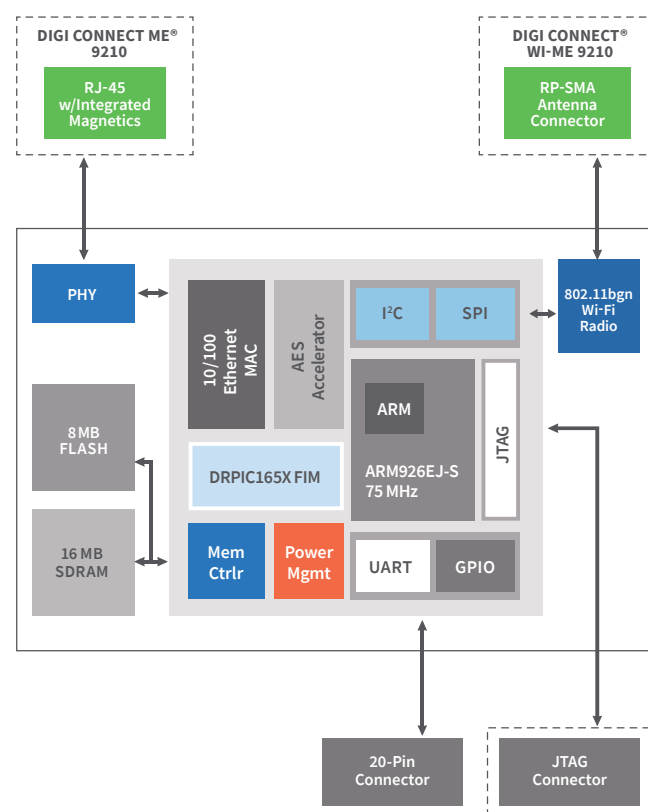 DIGI CONNECT ME®
9210
RJ-45
w/Integrated
Magnetics
DIGI CONNECT®
WI-ME 9210
RP-SMA
Antenna
Connector
PHY
10/100
Ethernet
MAC
AES
Accelerator
I²C
SPI
802.11bgn
Wi-Fi
Radio
8 MB
FLASH
ARM
ARM926EJ-S
75 MHz
JTAG
DRPIC165X FIM
16 MB
SDRAM
Mem
Ctrlr
Power
Mgmt
UART
GPIO
20-Pin
Connector
JTAG
Connector